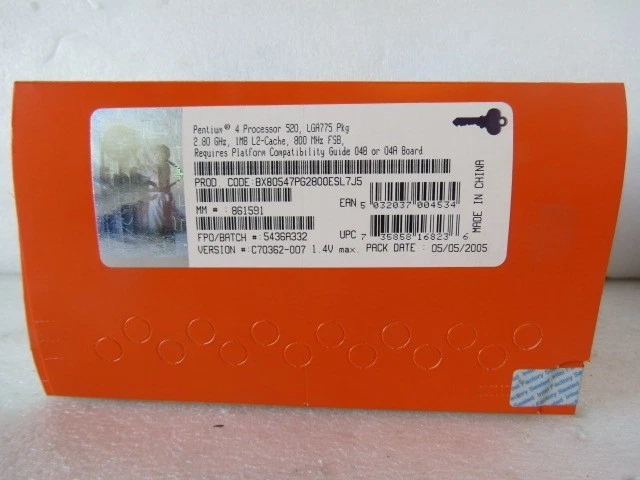 Pentium® 4 Processor 520, LGA775 Pkg
2.80 GHz, 1MB L2-Cache, 800 MHz FSB,
Requires Platform Compatibility Guide 04B or 04A Board
PROD. CODE:BX80547PG2800ESL7J5
MM # : 861591
EAN 5 032037 004534
FPO/BATCH #:5436A332
UPC 7 35858 16823 6
VERSION #:C70362-007 1.4V max. PACK DATE : 05/05/2005
MADE IN CHINA